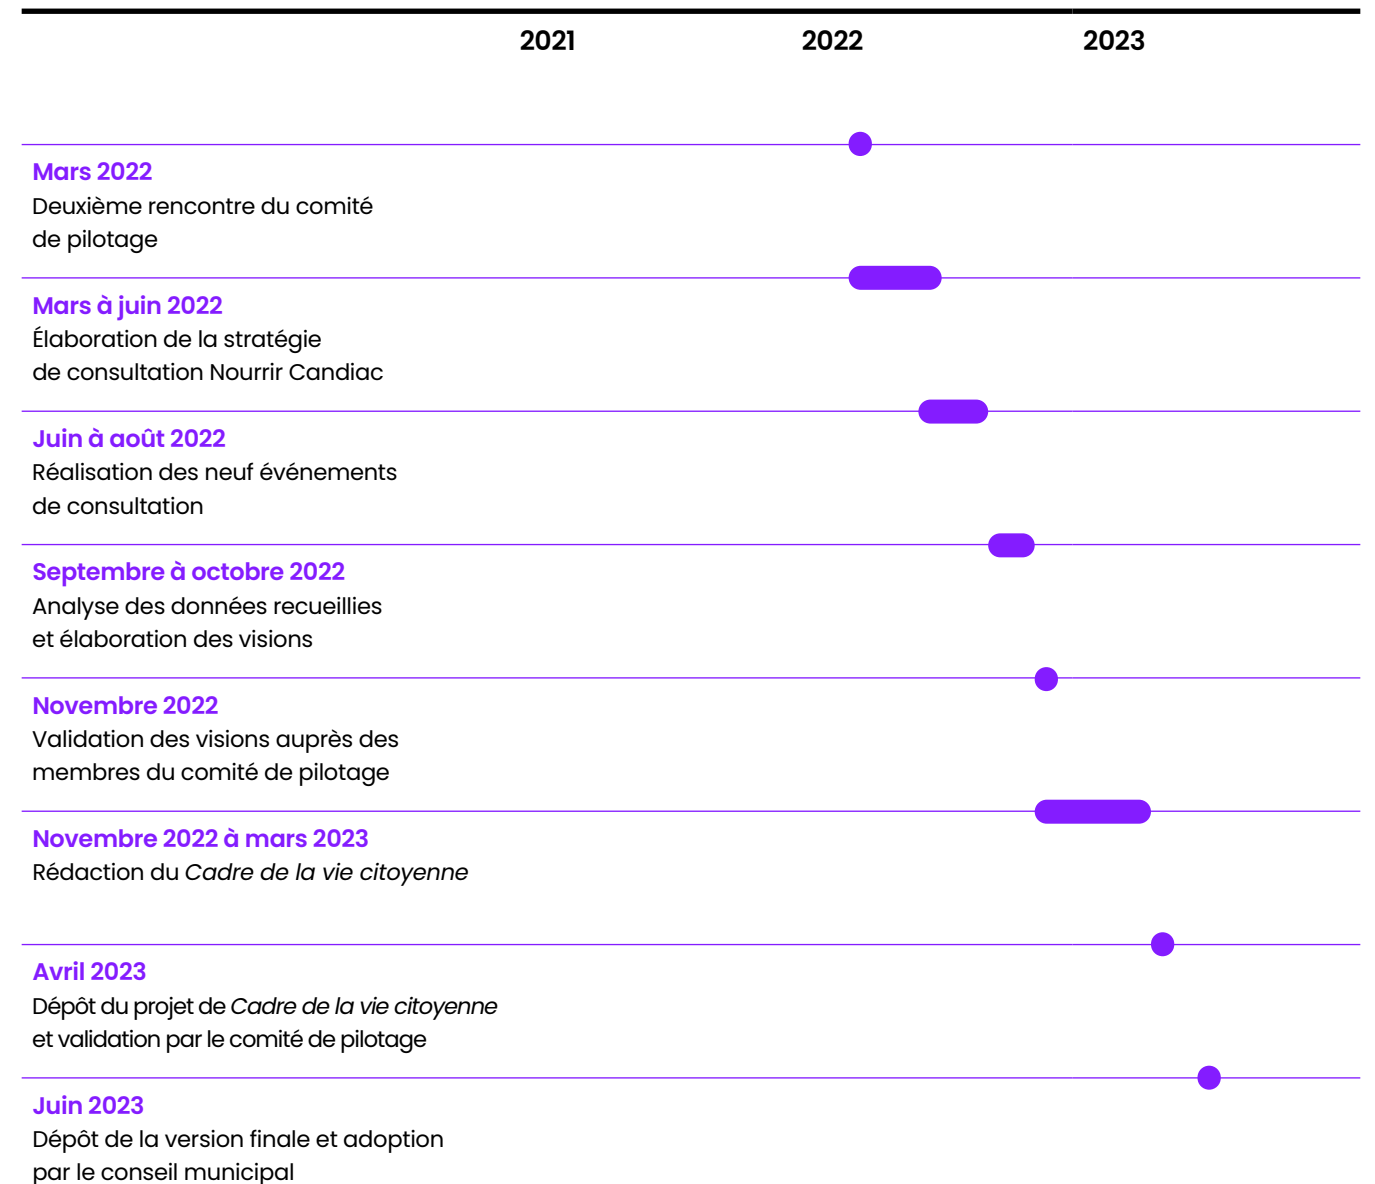 2021 2022 2023
Mars 2022
Deuxième rencontre du comité
de pilotage
Mars à juin 2022
Élaboration de la stratégie
de consultation Nourrir Candiac
Juin à août 2022
Réalisation des neuf événements
de consultation
Septembre à octobre 2022
Analyse des données recueillies
et élaboration des visions
Novembre 2022
Validation des visions auprès des
membres du comité de pilotage
Novembre 2022 à mars 2023
Rédaction du Cadre de la vie citoyenne
Avril 2023
Dépôt du projet de Cadre de la vie citoyenne
et validation par le comité de pilotage
Juin 2023
Dépôt de la version finale et adoption
par le conseil municipal